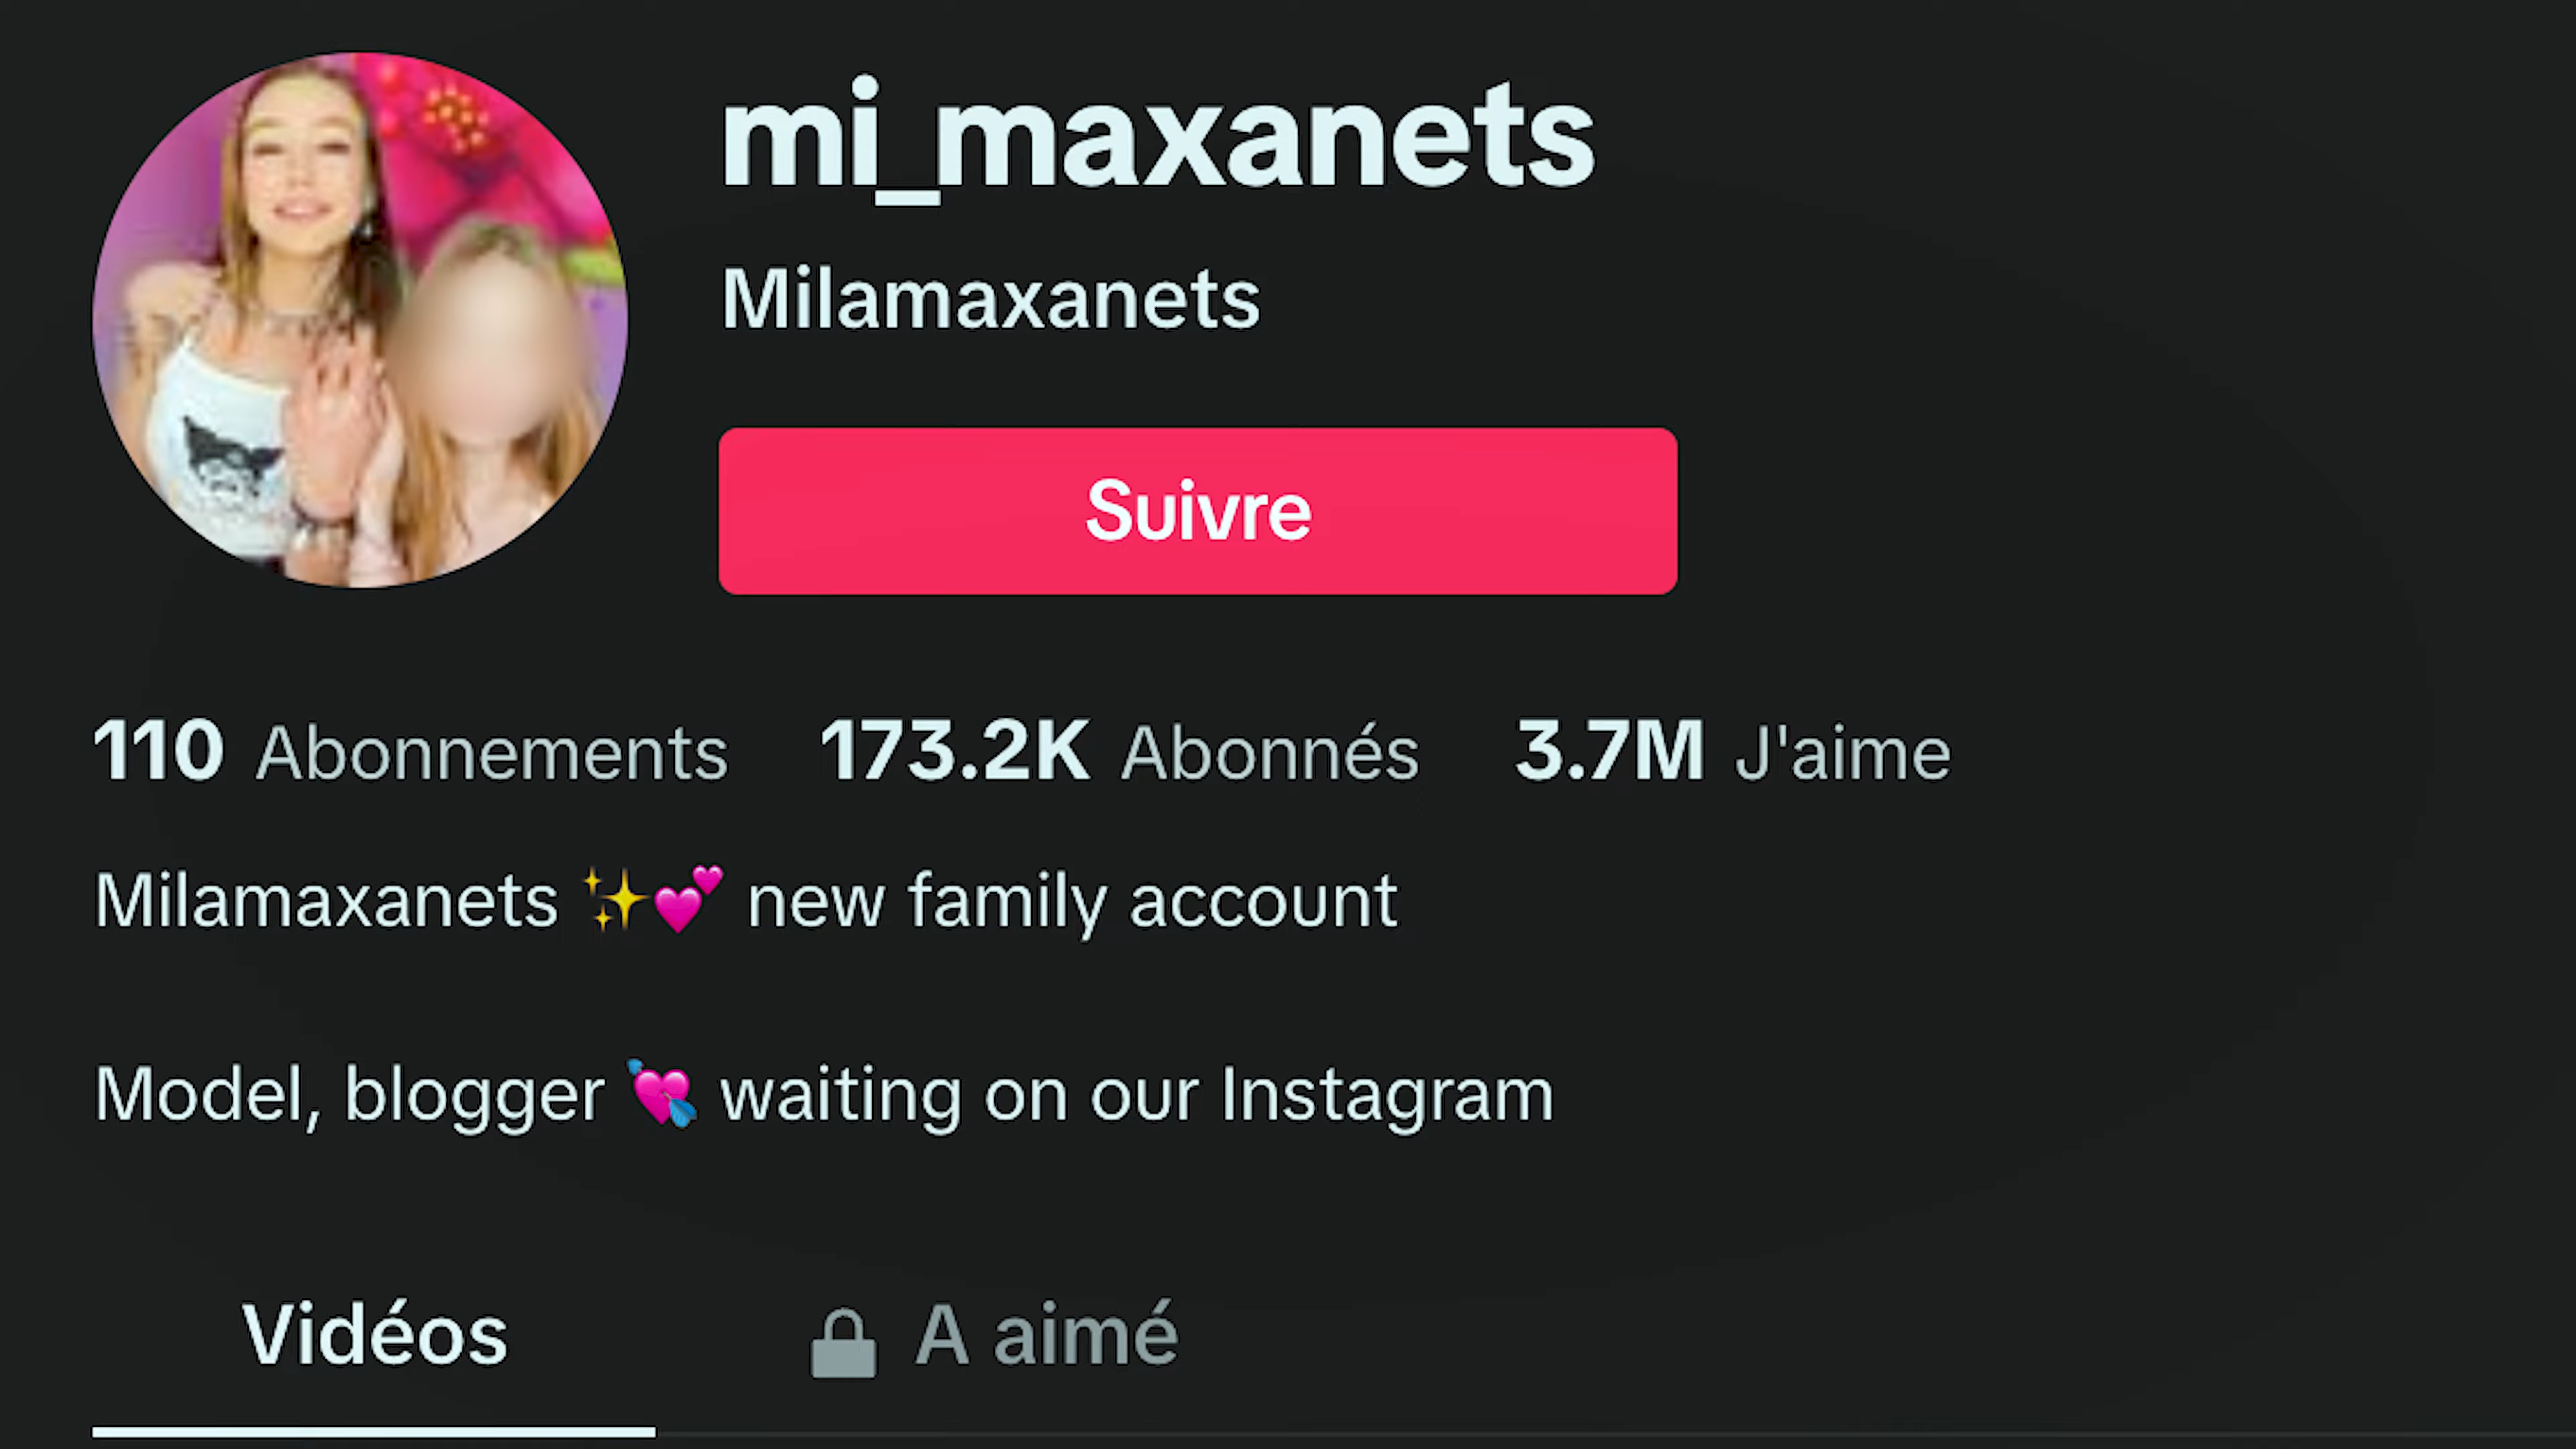 mi_maxanets
Milamaxanets
Suivre
110 Abonnements 173.2K Abonnés 3.7M J'aime
Milamaxanets ✨💕 new family account
Model, blogger 💘 waiting on our Instagram
Vidéos A aimé